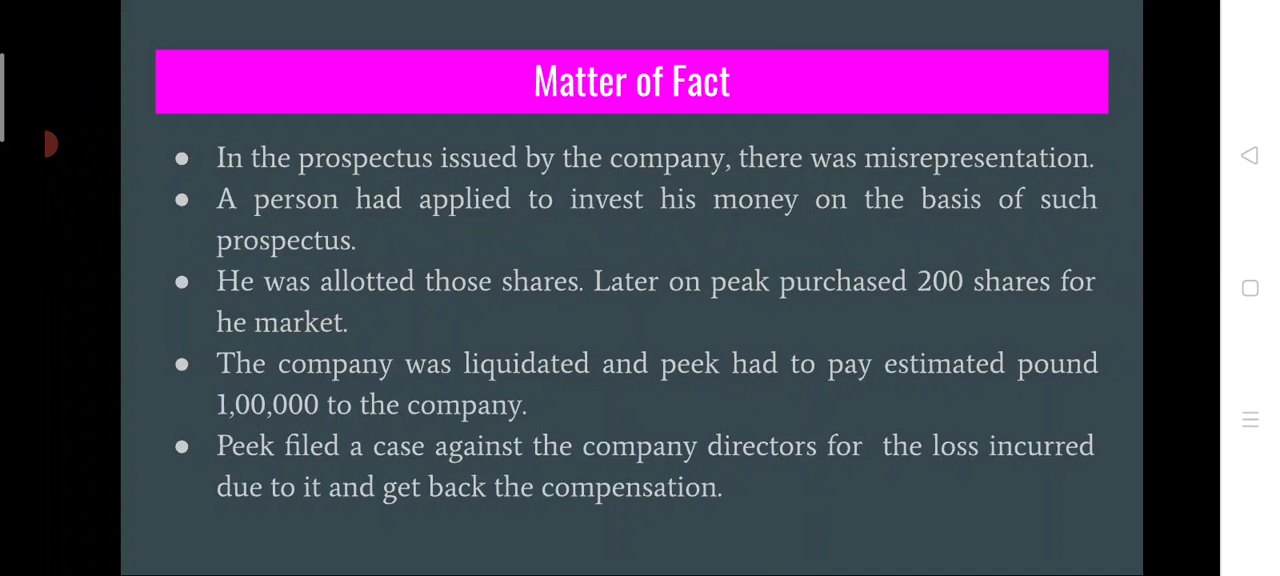 Matter of Fact
● In the prospectus issued by the company, there was misrepresentation.
● A person had applied to invest his money on the basis of such
prospectus.
● He was allotted those shares. Later on peak purchased 200 shares for
he market.
● The company was liquidated and peek had to pay estimated pound
1,00,000 to the company.
● Peek filed a case against the company directors for the loss incurred
due to it and get back the compensation.